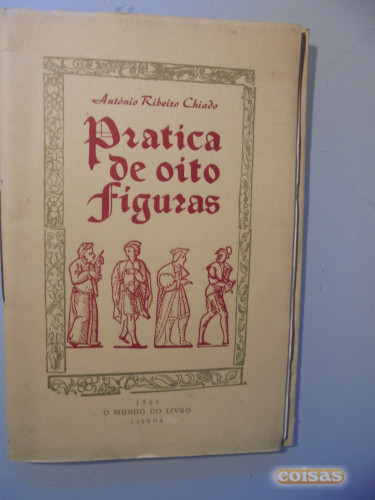 António Ribeiro Chiado
Pratica
de oito
figuras
1961
O MUNDO DO LIVRO
LISBOA
coisas